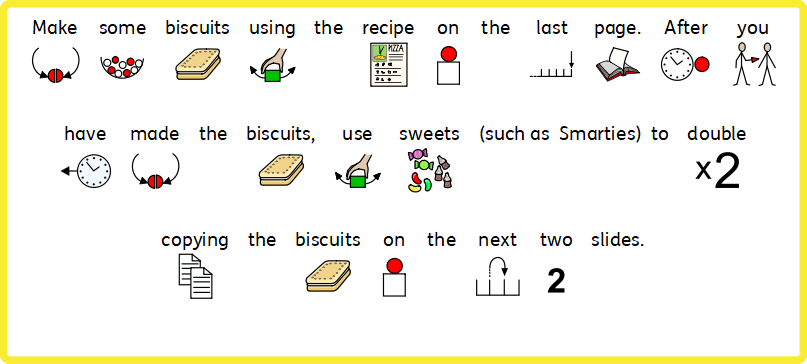 Make some biscuits using the recipe on the last page. After you
PIZZA
have made the biscuits, use sweets (such as Smarties) to double
x2
copying the biscuits on the next two slides.
2